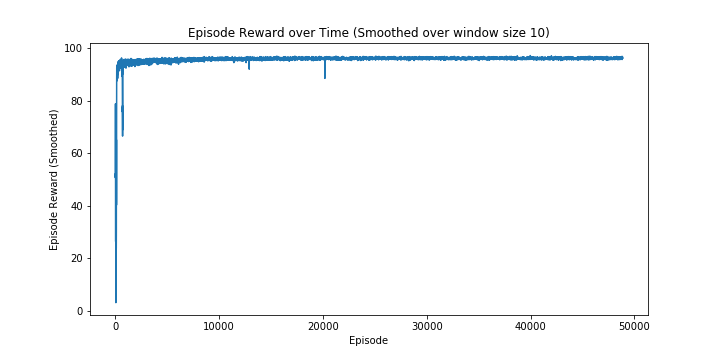 Episode Reward over Time (Smoothed over window size 10)
100
80
60
40
20
0
Episode Reward (Smoothed)
0 10000 20000 30000 40000 50000
Episode